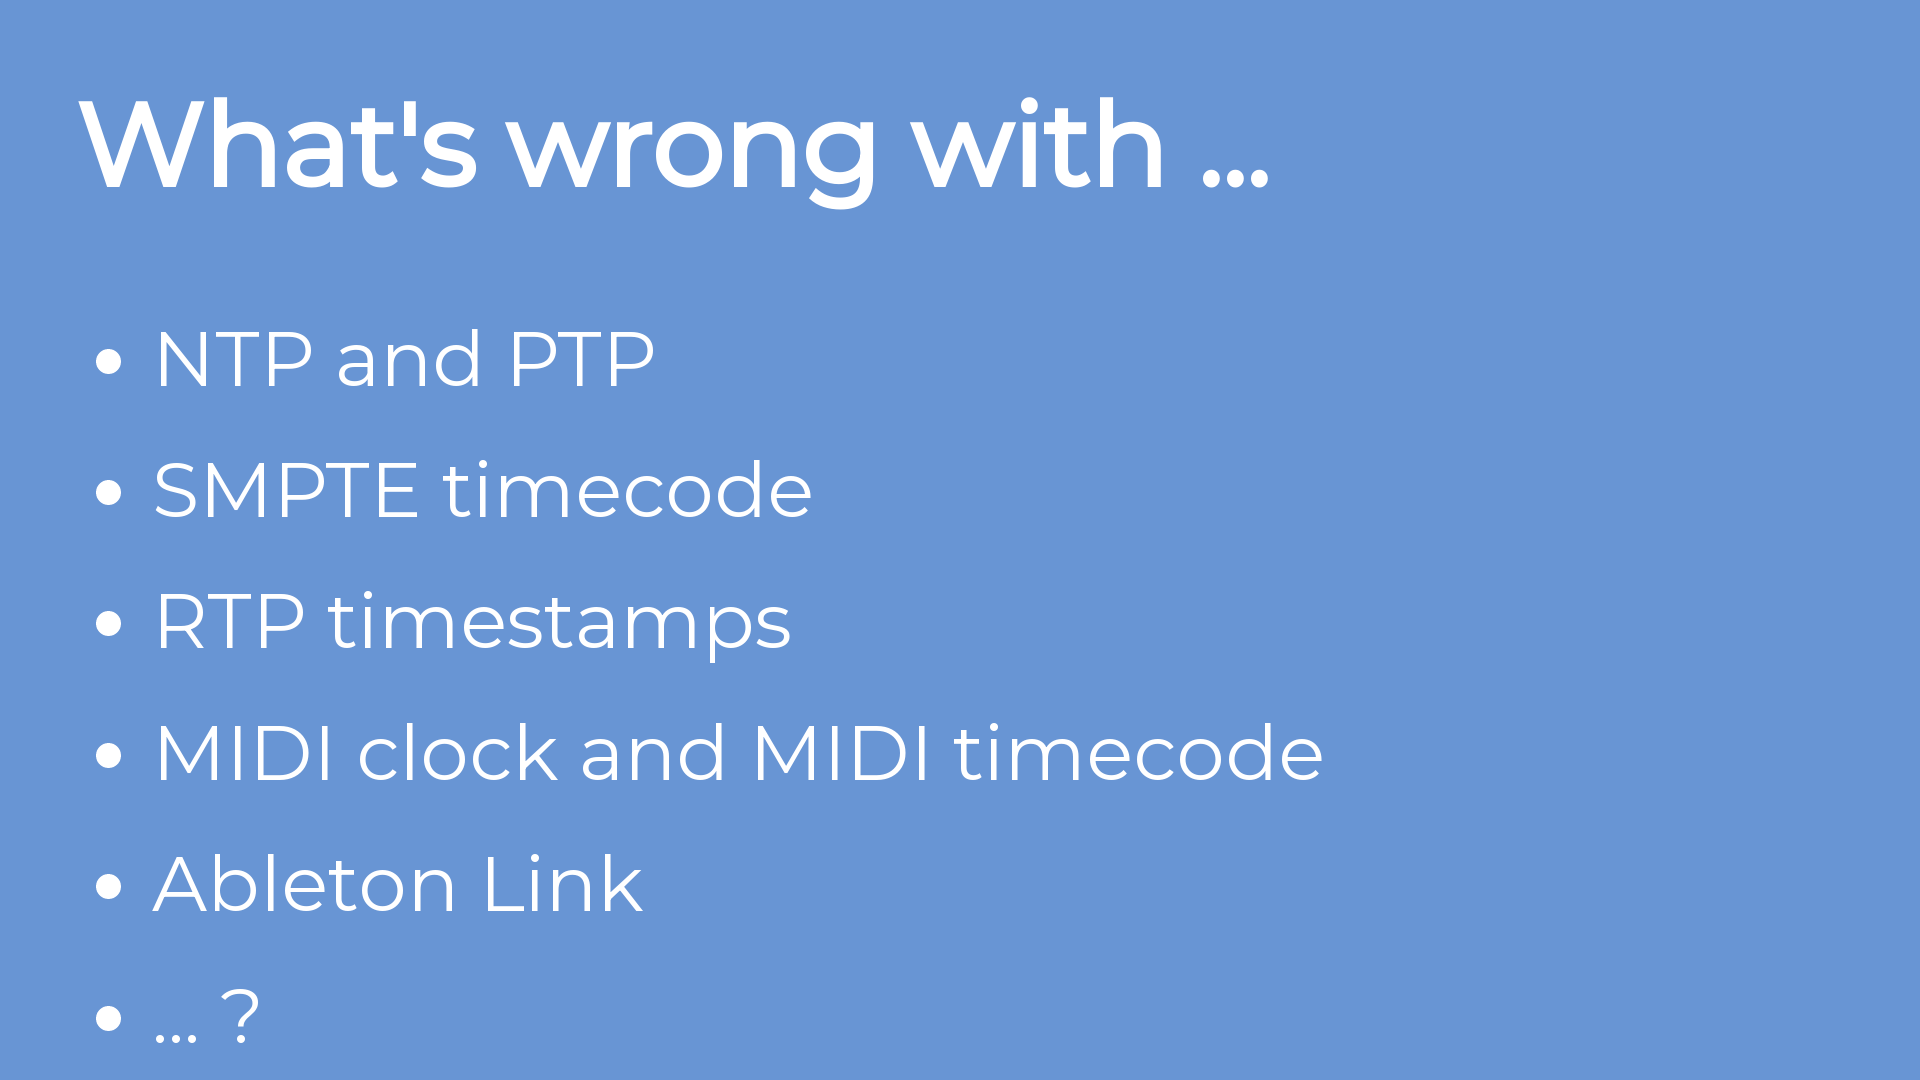 What's wrong with ...
• NTP and PTP
• SMPTE timecode
• RTP timestamps
• MIDI clock and MIDI timecode
• Ableton Link
• ... ?